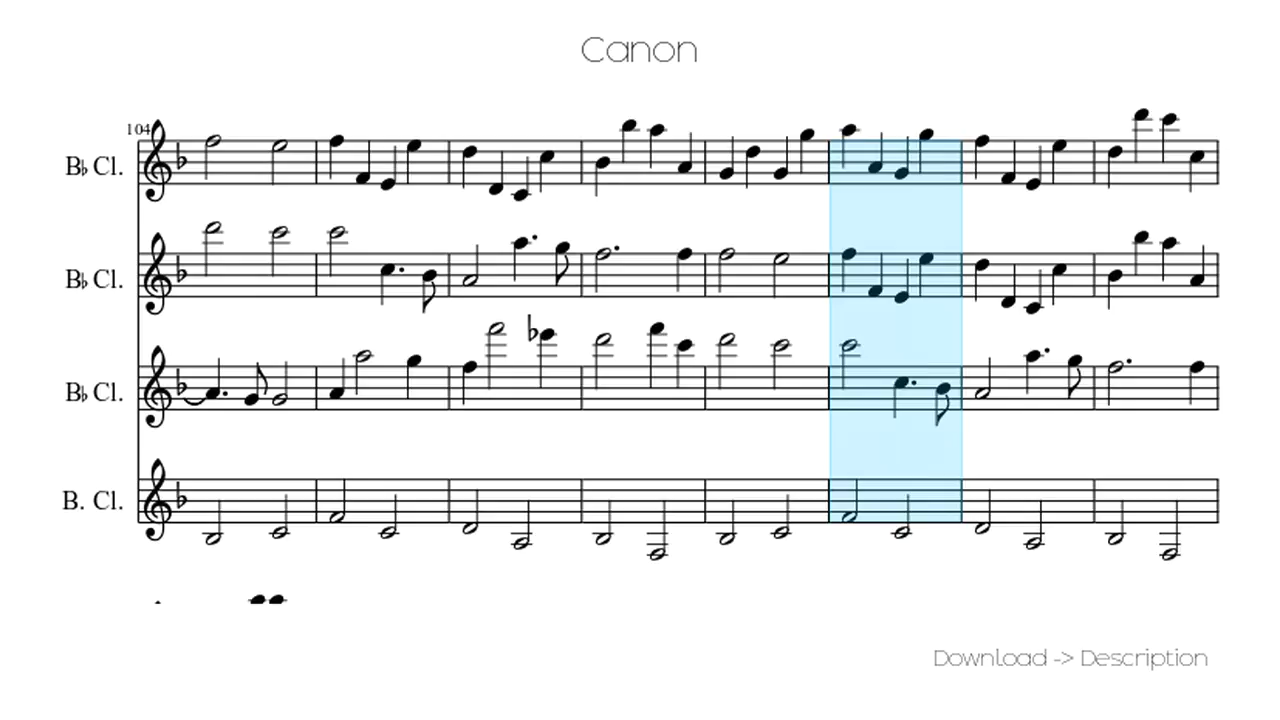 Canon
104
B♭ Cl.
B♭ Cl.
B♭ Cl.
B. Cl.
Download -> Description